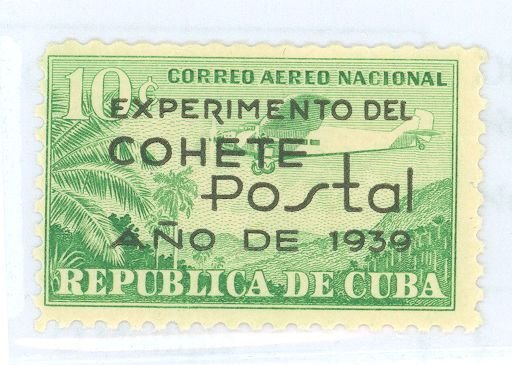 10¢ CORREO AEREO NACIONAL
EXPERIMENTO DEL
COHETE
Postal
AÑO DE 1939
REPUBLICA DE CUBA